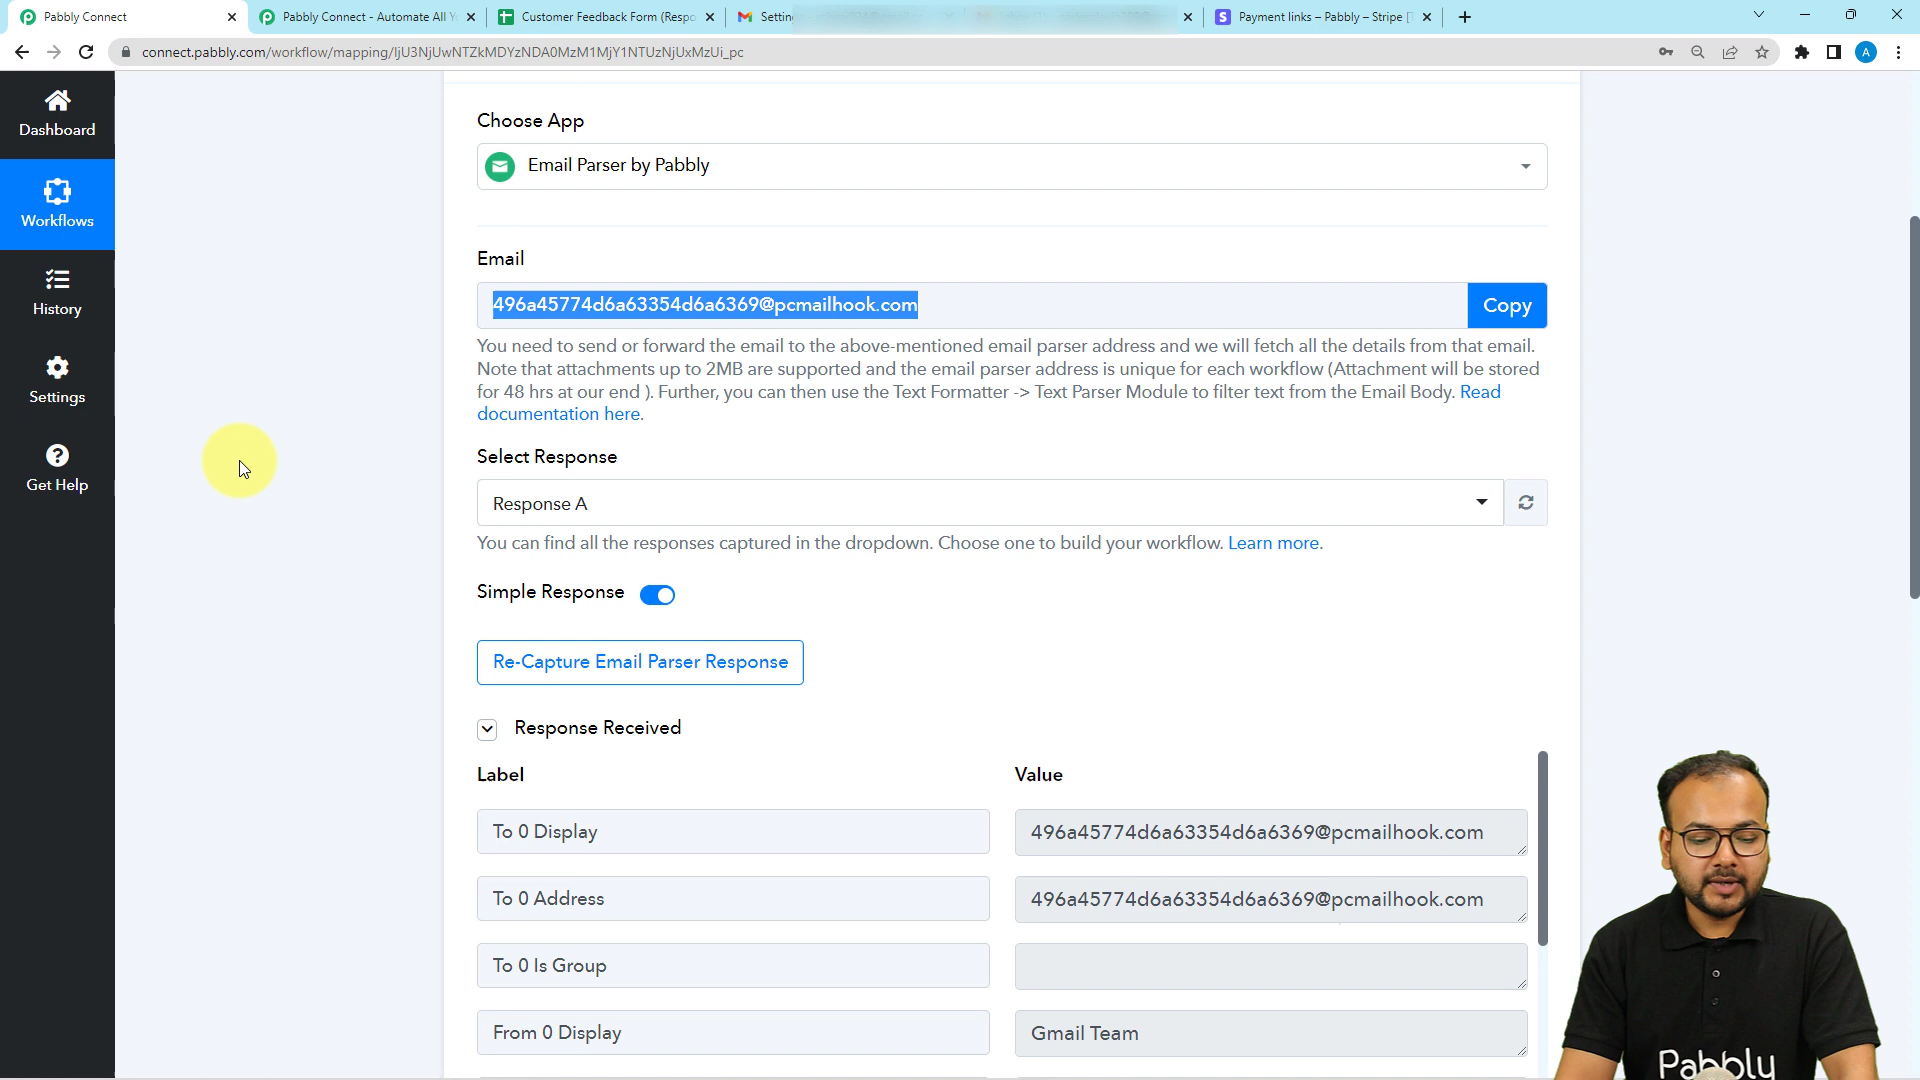 Pabbly Connect
Pabbly Connect - Automate All Y
Customer Feedback Form (Respo
Settin
Payment links – Pabbly – Stripe [T
connect.pabbly.com/workflow/mapping/IjU3NjUwNTZkMDYzNDA0MzM1MjY1NTUzNjUxMzUi_pc
A
Dashboard
Workflows
History
Settings
Get Help
Choose App
Email Parser by Pabbly
Email
496a45774d6a63354d6a6369@pcmailhook.com
Copy
You need to send or forward the email to the above-mentioned email parser address and we will fetch all the details from that email.
Note that attachments up to 2MB are supported and the email parser address is unique for each workflow (Attachment will be stored
for 48 hrs at our end ). Further, you can then use the Text Formatter -> Text Parser Module to filter text from the Email Body. Read
documentation here.
Select Response
Response A
You can find all the responses captured in the dropdown. Choose one to build your workflow. Learn more.
Simple Response
Re-Capture Email Parser Response
Response Received
Label
Value
To 0 Display
496a45774d6a63354d6a6369@pcmailhook.com
To 0 Address
496a45774d6a63354d6a6369@pcmailhook.com
To 0 Is Group
From 0 Display
Gmail Team
Pabbly